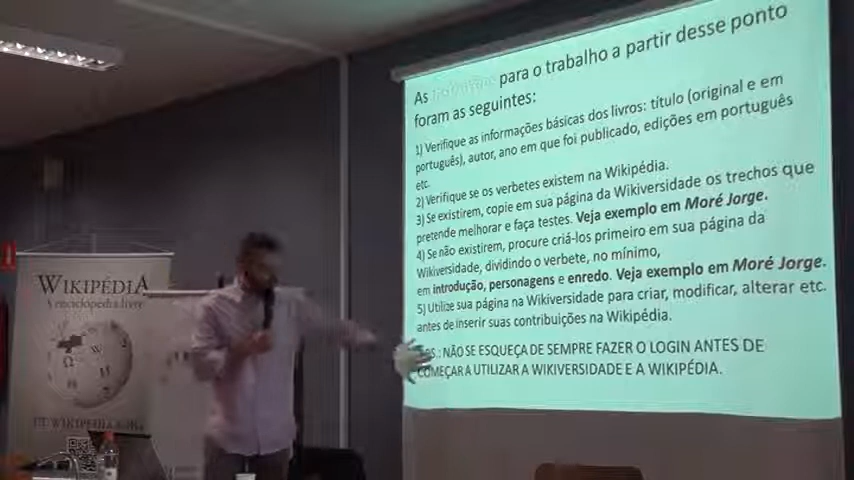 As para o trabalho a partir desse ponto
foram as seguintes:
1) Verifique as informações básicas dos livros: título (original e em
português), autor, ano em que foi publicado, edições em português
etc.
2) Verifique se os verbetes existem na Wikipédia.
3) Se existirem, copie em sua página da Wikiversidade os trechos que
pretende melhorar e faça testes. Veja exemplo em Moré Jorge.
4) Se não existirem, procure criá-los primeiro em sua página da
Wikiversidade, dividindo o verbete, no mínimo,
em introdução, personagens e enredo. Veja exemplo em Moré Jorge.
5) Utilize sua página na Wikiversidade para criar, modificar, alterar etc.
antes de inserir suas contribuições na Wikipédia.
NÃO SE ESQUEÇA DE SEMPRE FAZER O LOGIN ANTES DE
COMEÇAR A UTILIZAR A WIKIVERSIDADE E A WIKIPÉDIA.
WIKIPÉDIA
A enciclopédia livre
PT.WIKIPEDIA.ORG